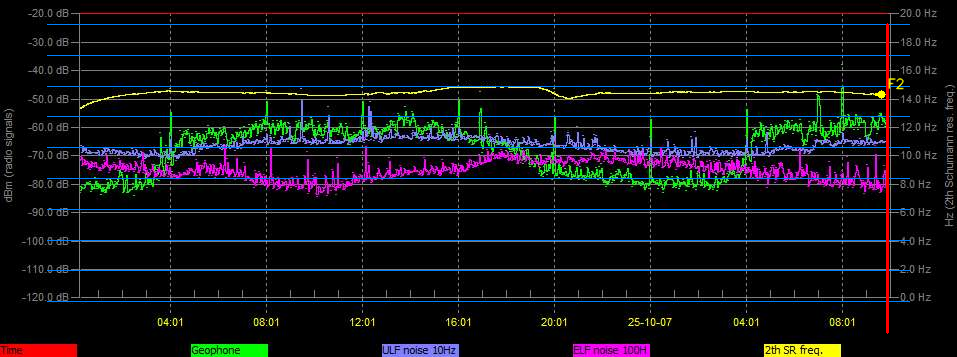 -20.0 dB 20.0 Hz
-30.0 dB 18.0 Hz
-40.0 dB 16.0 Hz
F2
-50.0 dB 14.0 Hz
-60.0 dB 12.0 Hz
-70.0 dB 10.0 Hz
-80.0 dB 8.0 Hz
-90.0 dB 6.0 Hz
-100.0 dB 4.0 Hz
-110.0 dB 2.0 Hz
-120.0 dB 0.0 Hz
dBm (radio signals)
Hz (2th Schumann res. freq.)
04:01 08:01 12:01 16:01 20:01 25-10-07 04:01 08:01
Time Geophone ULF noise 10Hz ELF noise 100H 2th SR freq.